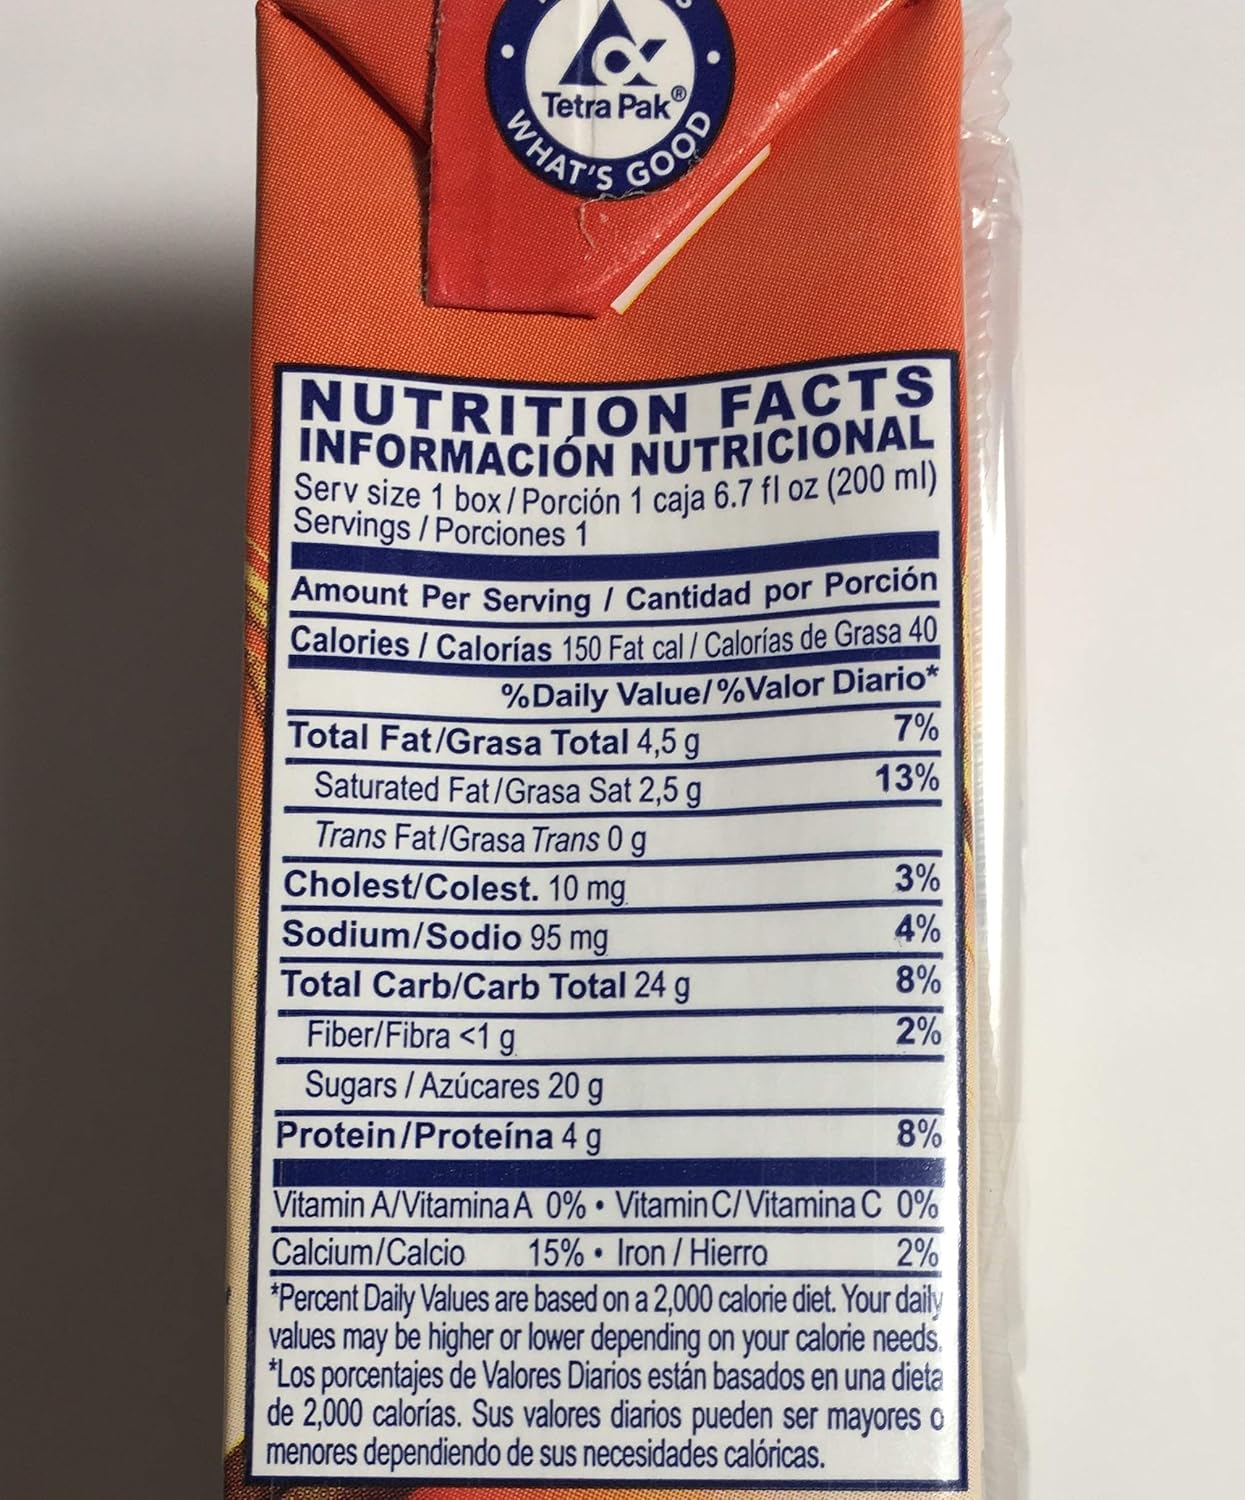 Tetra Pak®
WHAT'S GOOD
NUTRITION FACTS
INFORMACIÓN NUTRICIONAL
Serv size 1 box / Porción 1 caja 6.7 fl oz (200 ml)
Servings / Porciones 1
Amount Per Serving / Cantidad por Porción
Calories / Calorías 150 Fat cal / Calorías de Grasa 40
%Daily Value/%Valor Diario*
Total Fat/Grasa Total 4,5 g 7%
Saturated Fat/Grasa Sat 2,5 g 13%
Trans Fat/Grasa Trans 0 g
Cholest/Colest. 10 mg 3%
Sodium/Sodio 95 mg 4%
Total Carb/Carb Total 24 g 8%
Fiber/Fibra <1 g 2%
Sugars / Azúcares 20 g
Protein/Proteína 4 g 8%
Vitamin A/Vitamina A 0% • Vitamin C/Vitamina C 0%
Calcium/Calcio 15% • Iron / Hierro 2%
*Percent Daily Values are based on a 2,000 calorie diet. Your daily
values may be higher or lower depending on your calorie needs.
*Los porcentajes de Valores Diarios están basados en una dieta
de 2,000 calorías. Sus valores diarios pueden ser mayores o
menores dependiendo de sus necesidades calóricas.